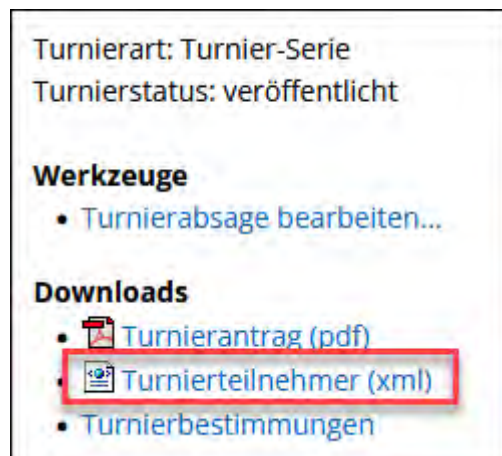 Turnierart: Turnier-Serie
Turnierstatus: veröffentlicht
Werkzeuge
• Turnierabsage bearbeiten...
Downloads
• Turnierantrag (pdf)
• Turnierteilnehmer (xml)
• Turnierbestimmungen